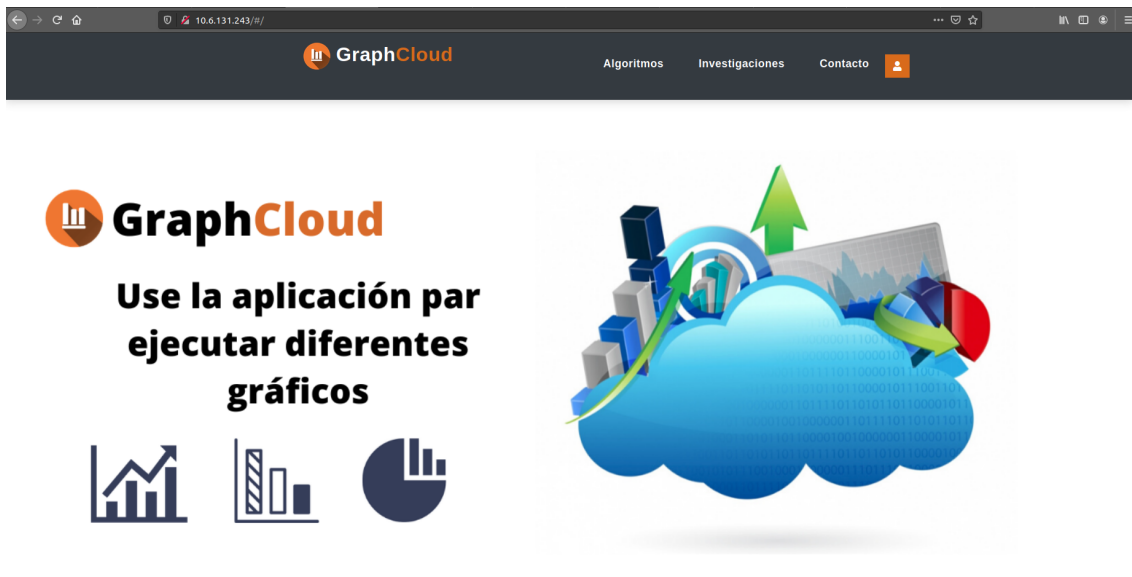 10.6.131.243/#/
GraphCloud
Algoritmos Investigaciones Contacto
GraphCloud
Use la aplicación par
ejecutar diferentes
gráficos